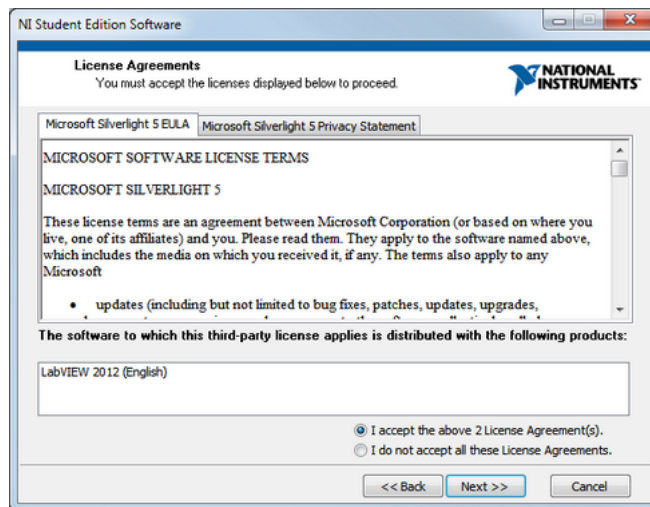 NI Student Edition Software
License Agreements
You must accept the licenses displayed below to proceed.
NATIONAL
INSTRUMENTS
Microsoft Silverlight 5 EULA
Microsoft Silverlight 5 Privacy Statement
MICROSOFT SOFTWARE LICENSE TERMS
MICROSOFT SILVERLIGHT 5
These license terms are an agreement between Microsoft Corporation (or based on where you
live, one of its affiliates) and you. Please read them. They apply to the software named above,
which includes the media on which you received it, if any. The terms also apply to any
Microsoft
• updates (including but not limited to bug fixes, patches, updates, upgrades,
The software to which this third-party license applies is distributed with the following products:
LabVIEW 2012 (English)
I accept the above 2 License Agreement(s).
I do not accept all these License Agreements.
<< Back
Next >>
Cancel